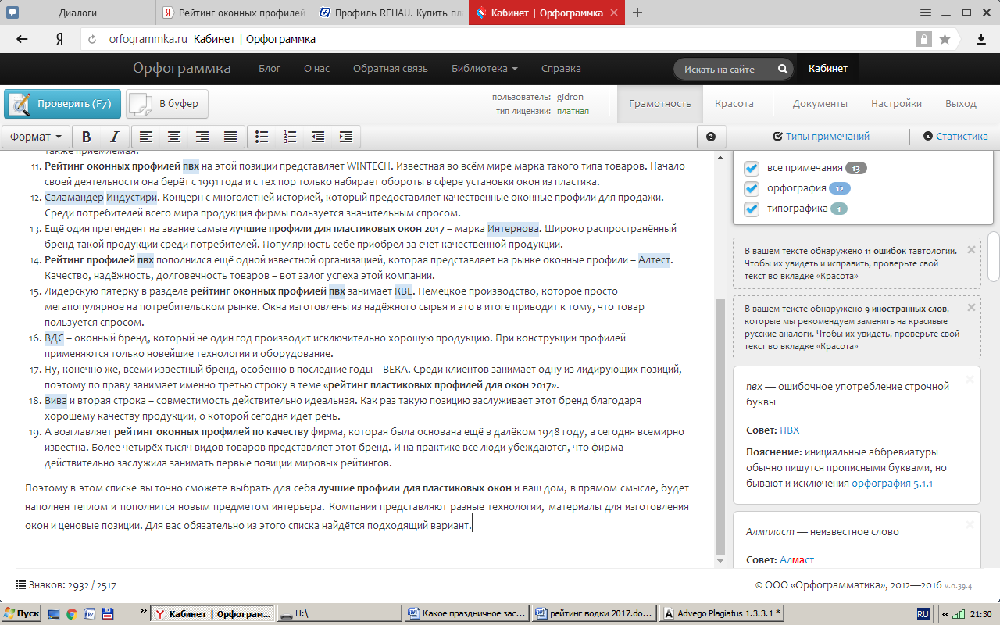 Диалоги
Рейтинг оконных профилей
Профиль REHAU. Купить пл
Кабинет | Орфограммка
orfogrammka.ru Кабинет | Орфограммка
Орфограммка Блог О нас Обратная связь Библиотека Справка Искать на сайте Кабинет
Проверить (F7) В буфер
пользователь: gidron
тип лицензии: платная
Грамотность Красота Документы Настройки Выход
Формат B I Типы примечаний Статистика
также приемлемая.
11. Рейтинг оконных профилей пвх на этой позиции представляет WINTECH. Известная во всём мире марка такого типа товаров. Начало
своей деятельности она берёт с 1991 года и с тех пор только набирает обороты в сфере установки окон из пластика.
12. Саламандер Индустири. Концерн с многолетней историей, который предоставляет качественные оконные профили для продажи.
Среди потребителей всего мира продукция фирмы пользуется значительным спросом.
13. Ещё один претендент на звание самые лучшие профили для пластиковых окон 2017 – марка Интернова. Широко распространённый
бренд такой продукции среди потребителей. Популярность себе приобрёл за счёт качественной продукции.
14. Рейтинг профилей пвх пополнился ещё одной известной организацией, которая представляет на рынке оконные профили – Алтест.
Качество, надёжность, долговечность товаров – вот залог успеха этой компании.
15. Лидерскую пятёрку в разделе рейтинг оконных профилей пвх занимает КВЕ. Немецкое производство, которое просто
мегапопулярное на потребительском рынке. Окна изготовлены из надёжного сырья и это в итоге приводит к тому, что товар
пользуется спросом.
16. ВДС – оконный бренд, который не один год производит исключительно хорошую продукцию. При конструкции профилей
применяются только новейшие технологии и оборудование.
17. Ну, конечно же, всеми известный бренд, особенно в последние годы – ВЕКА. Среди клиентов занимает одну из лидирующих позиций,
поэтому по праву занимает именно третью строку в теме «рейтинг пластиковых профилей для окон 2017».
18. Вива и вторая строка – совместимость действительно идеальная. Как раз такую позицию заслуживает этот бренд благодаря
хорошему качеству продукции, о которой сегодня идёт речь.
19. А возглавляет рейтинг оконных профилей по качеству фирма, которая была основана ещё в далёком 1948 году, а сегодня всемирно
известна. Более четырёх тысяч видов товаров представляет этот бренд. И на практике все люди убеждаются, что фирма
действительно заслужила занимать первые позиции мировых рейтингов.
Поэтому в этом списке вы точно сможете выбрать для себя лучшие профили для пластиковых окон и ваш дом, в прямом смысле, будет
наполнен теплом и пополнится новым предметом интерьера. Компании представляют разные технологии, материалы для изготовления
окон и ценовые позиции. Для вас обязательно из этого списка найдётся подходящий вариант.
все примечания 13
орфография 12
типографика 1
В вашем тексте обнаружено 11 ошибок тавтологии.
Чтобы их увидеть и исправить, проверьте свой
текст во вкладке «Красота»
В вашем тексте обнаружено 9 иностранных слов,
которые мы рекомендуем заменить на красивые
русские аналоги. Чтобы их увидеть, проверьте свой
текст во вкладке «Красота»
пвх — ошибочное употребление строчной
буквы
Совет: ПВХ
Пояснение: инициальные аббревиатуры
обычно пишутся прописными буквами, но
бывают и исключения орфография 5.1.1
Алмпласт — неизвестное слово
Совет: Алмаст
Знаков: 2932 / 2517
© ООО «Орфограмматика», 2012—2016 v.0.39.4
Пуск
Кабинет | Орфограм...
H:\
Какое праздничное зас...
рейтинг водки 2017.do...
Advego Plagiatus 1.3.3.1 *
RU
21:30